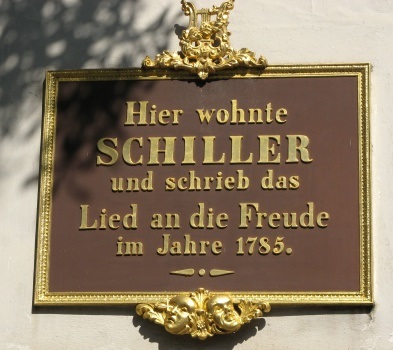 Hier wohnte
SCHILLER
und schrieb das
Lied an die Freude
im Jahre 1785.